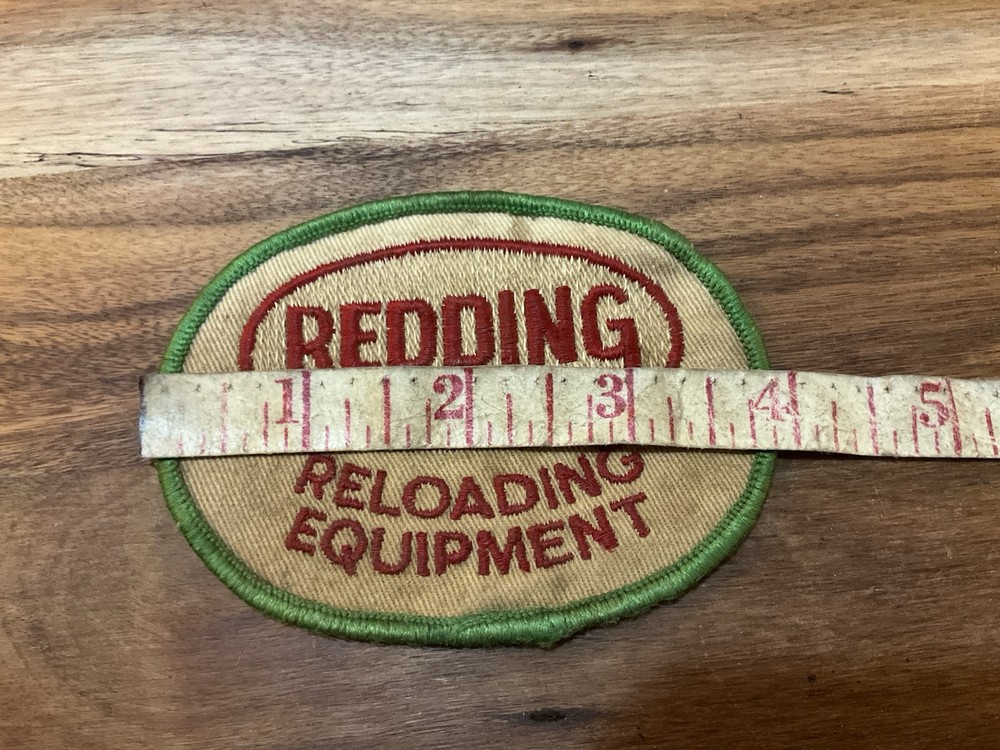 REDDING
1 2 3 4 5
RELOADING
EQUIPMENT